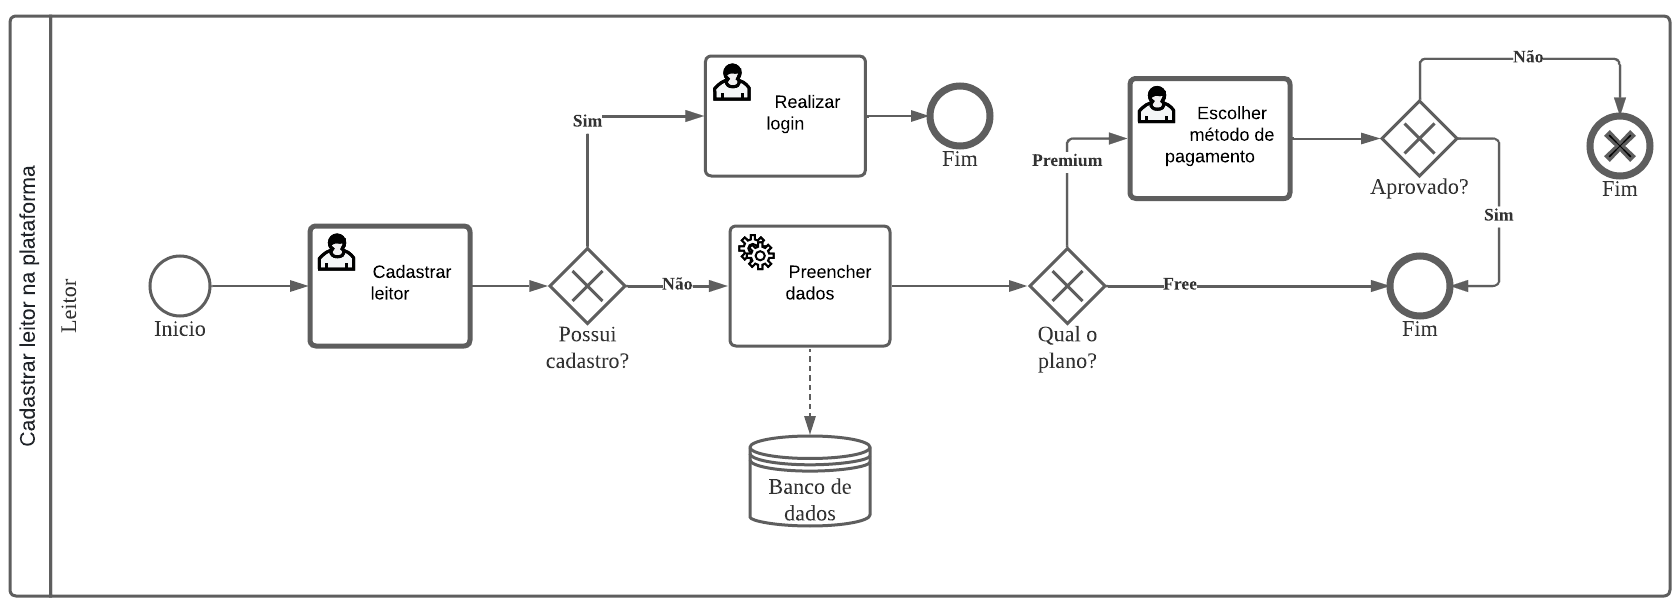 Cadastrar leitor na plataforma
Leitor
Inicio
Cadastrar
leitor
Possui
cadastro?
Sim
Realizar
login
Fim
Não
Preencher
dados
Banco de
dados
Qual o
plano?
Premium
Escolher
método de
pagamento
Aprovado?
Não
Fim
Sim
Free
Fim